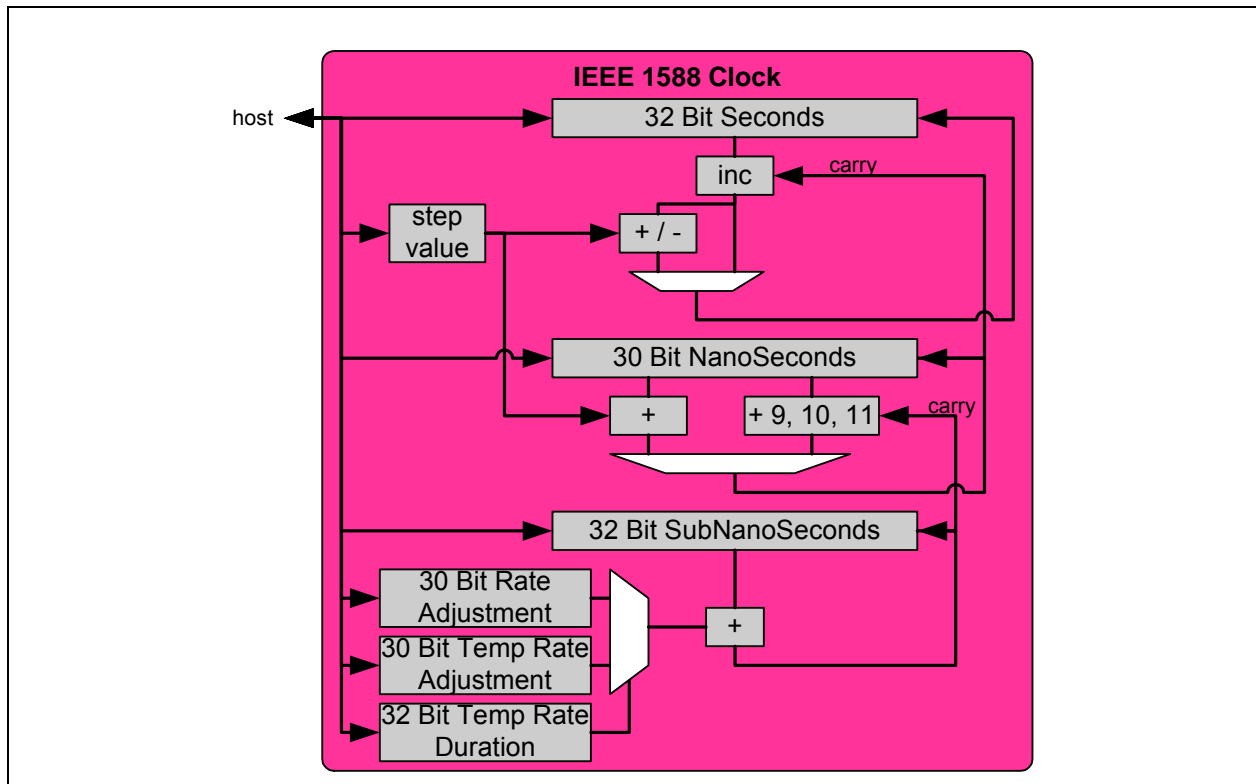 IEEE 1588 Clock
host
32 Bit Seconds
carry
inc
step
value
+ / -
30 Bit NanoSeconds
+
+ 9, 10, 11
carry
32 Bit SubNanoSeconds
30 Bit Rate
Adjustment
+
30 Bit Temp Rate
Adjustment
32 Bit Temp Rate
Duration